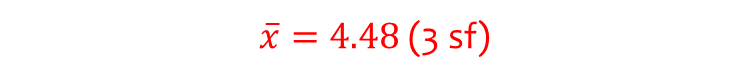 x̄ = 4.48 (3 sf)